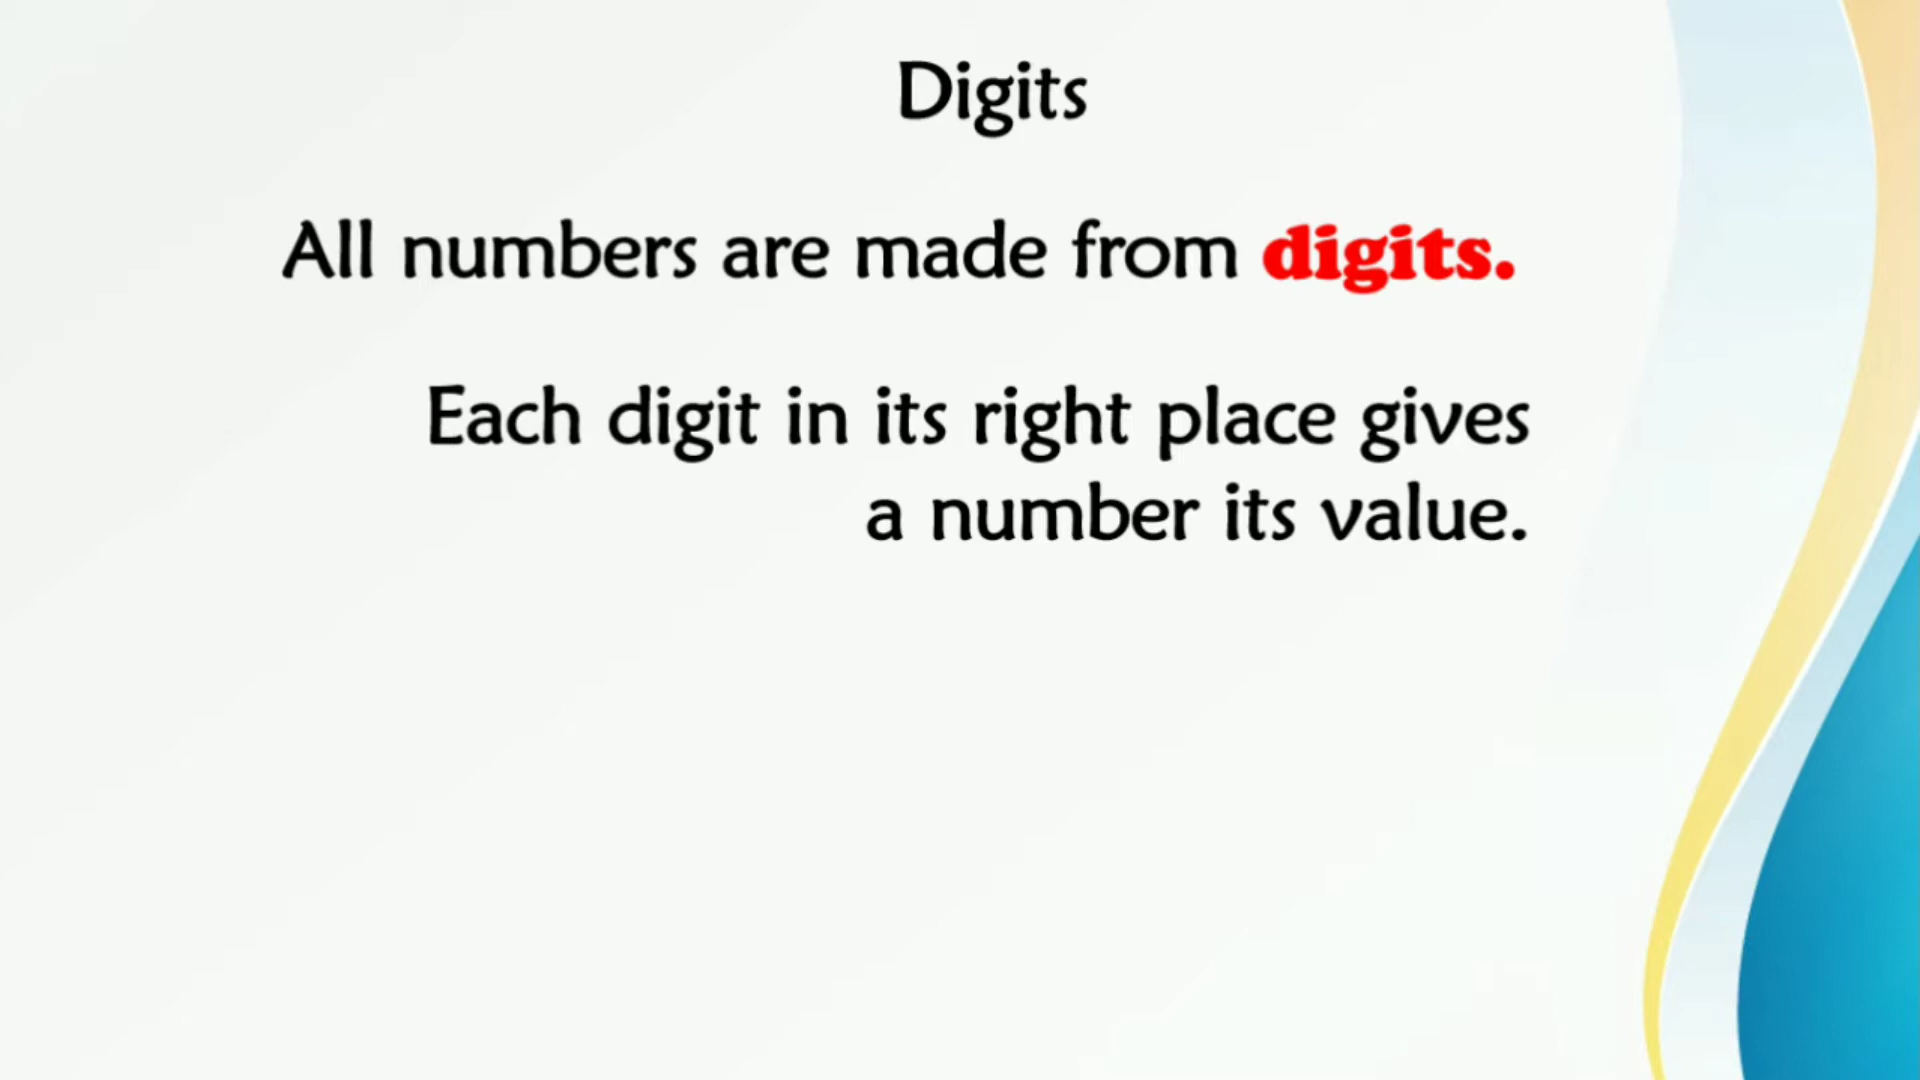 Digits
All numbers are made from digits.
Each digit in its right place gives
a number its value.